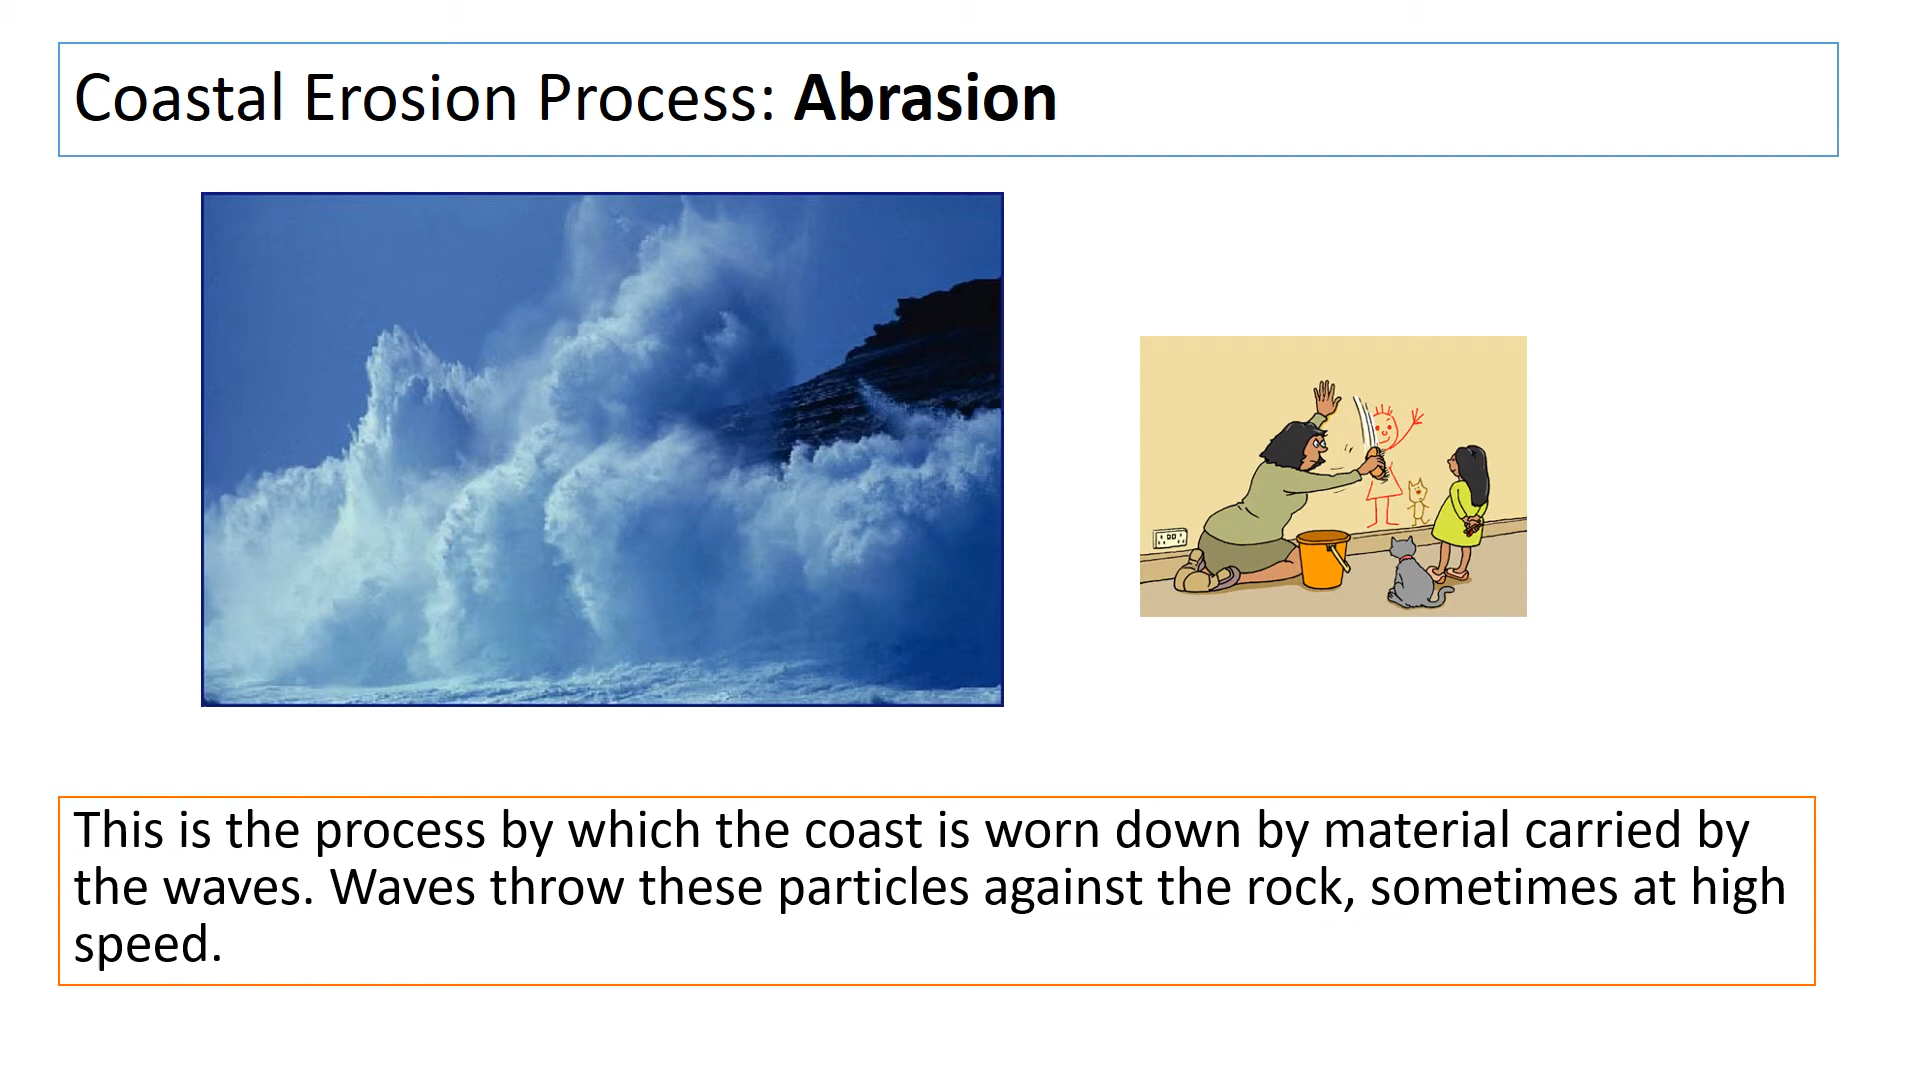 Coastal Erosion Process: Abrasion
This is the process by which the coast is worn down by material carried by
the waves. Waves throw these particles against the rock, sometimes at high
speed.